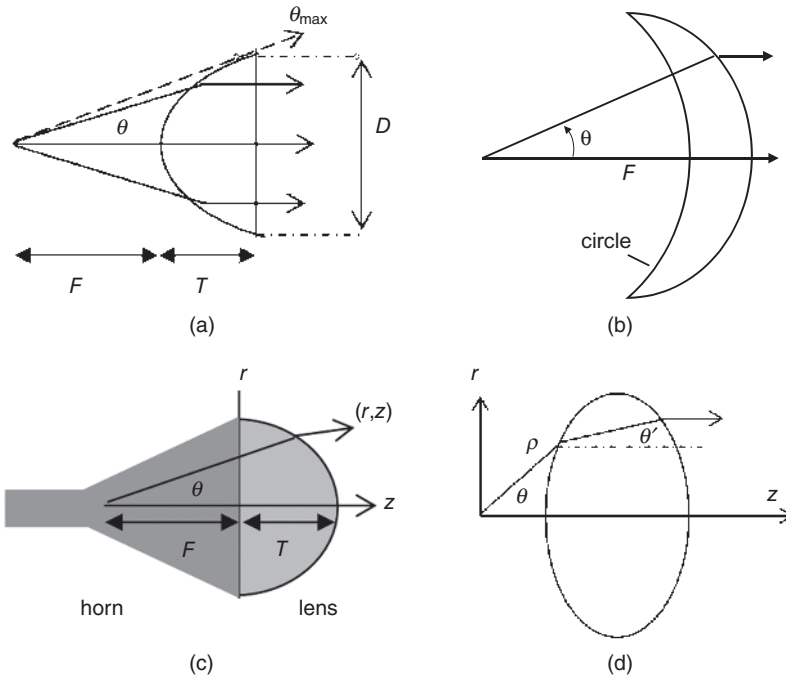 θmax
θ
D
F
T
(a)
θ
F
circle
(b)
r
(r,z)
θ
z
F
T
horn
lens
(c)
r
ρ
θ′
θ
z
(d)